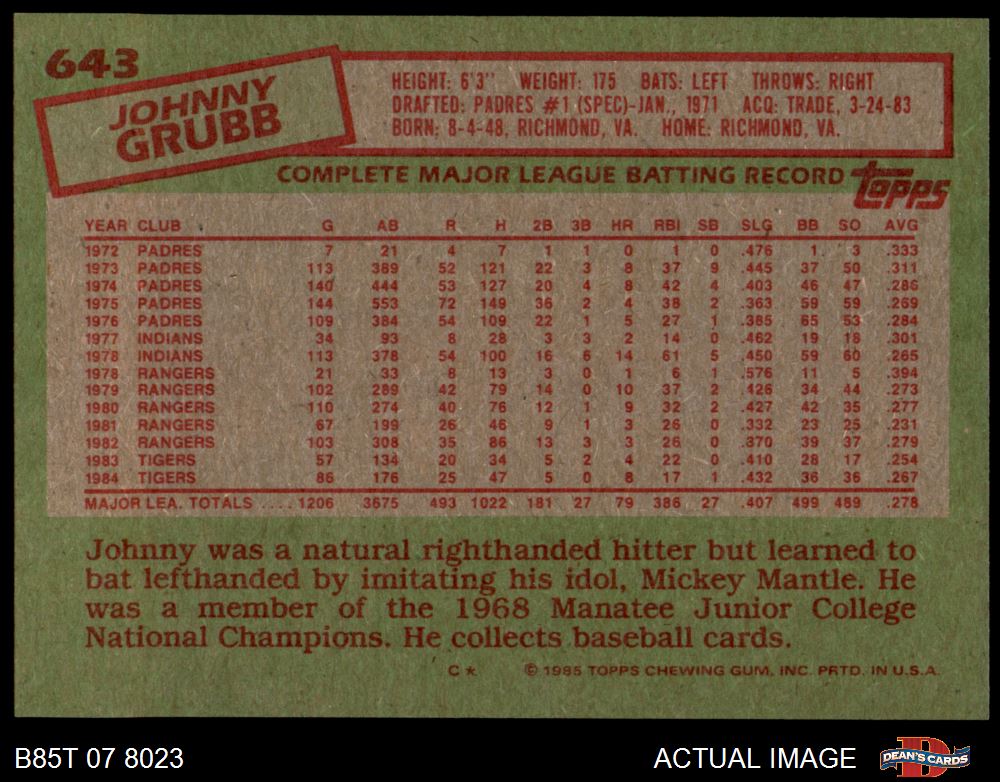 643
JOHNNY
GRUBB
HEIGHT: 6'3" WEIGHT: 175 BATS: LEFT THROWS: RIGHT
DRAFTED: PADRES #1 (SPEC)-JAN., 1971 ACQ: TRADE, 3-24-83
BORN: 8-4-48, RICHMOND, VA. HOME: RICHMOND, VA.
COMPLETE MAJOR LEAGUE BATTING RECORD topps
YEAR CLUB G AB R H 2B 3B HR RBI SB SLG BB SO AVG
1972 PADRES 7 21 4 7 1 1 0 1 0 .476 1 3 .333
1973 PADRES 113 389 52 121 22 3 8 37 9 .445 37 50 .311
1974 PADRES 140 444 53 127 20 4 8 42 4 .403 46 47 .286
1975 PADRES 144 553 72 149 36 2 4 38 2 .363 59 59 .269
1976 PADRES 109 384 54 109 22 1 5 27 1 .385 65 53 .284
1977 INDIANS 34 93 8 28 3 3 2 14 0 .462 19 18 .301
1978 INDIANS 113 378 54 100 16 6 14 61 5 .450 59 60 .265
1978 RANGERS 21 33 8 13 3 0 1 6 1 .576 11 5 .394
1979 RANGERS 102 289 42 79 14 0 10 37 2 .426 34 44 .273
1980 RANGERS 110 274 40 76 12 1 9 32 2 .427 42 35 .277
1981 RANGERS 67 199 26 46 9 1 3 26 0 .332 23 25 .231
1982 RANGERS 103 308 35 86 13 3 3 26 0 .370 39 37 .279
1983 TIGERS 57 134 20 34 5 2 4 22 0 .410 28 17 .254
1984 TIGERS 86 176 25 47 5 0 8 17 1 .432 36 36 .267
MAJOR LEA. TOTALS .... 1206 3675 493 1022 181 27 79 386 27 .407 499 489 .278
Johnny was a natural righthanded hitter but learned to
bat lefthanded by imitating his idol, Mickey Mantle. He
was a member of the 1968 Manatee Junior College
National Champions. He collects baseball cards.
C* © 1985 TOPPS CHEWING GUM, INC. PRTD. IN U.S.A.
B85T 07 8023 ACTUAL IMAGE DEAN'S CARDS